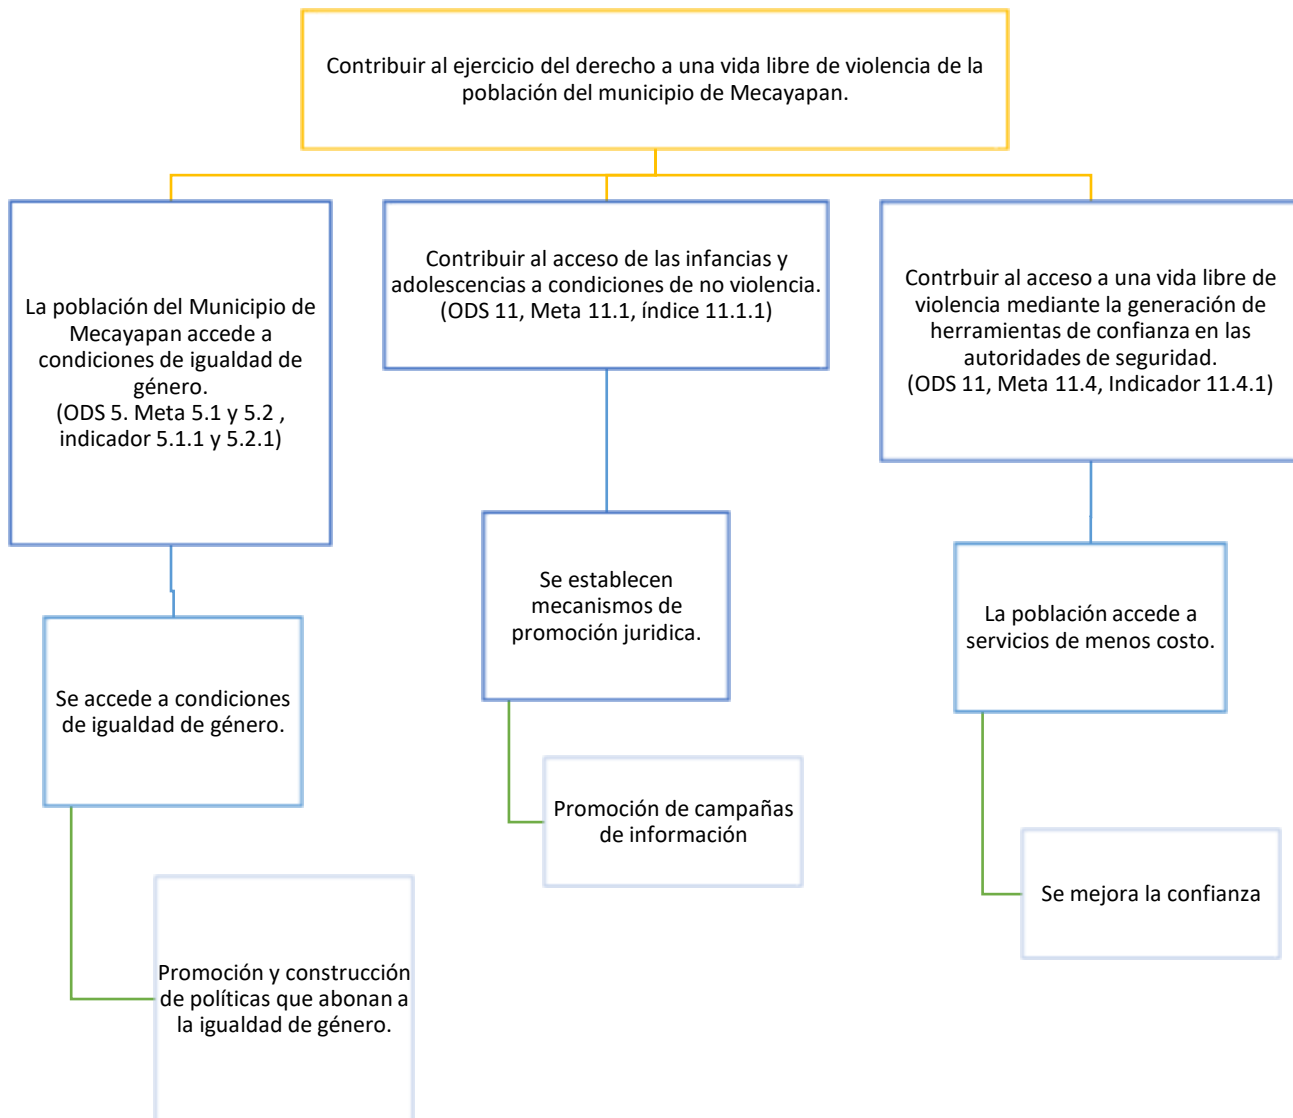 Contribuir al ejercicio del derecho a una vida libre de violencia de la
población del municipio de Mecayapan.
La población del Municipio de
Mecayapan accede a
condiciones de igualdad de
género.
(ODS 5. Meta 5.1 y 5.2 ,
indicador 5.1.1 y 5.2.1)
Contribuir al acceso de las infancias y
adolescencias a condiciones de no violencia.
(ODS 11, Meta 11.1, índice 11.1.1)
Contrbuir al acceso a una vida libre de
violencia mediante la generación de
herramientas de confianza en las
autoridades de seguridad.
(ODS 11, Meta 11.4, Indicador 11.4.1)
Se accede a condiciones
de igualdad de género.
Se establecen
mecanismos de
promoción juridica.
La población accede a
servicios de menos costo.
Promoción y construcción
de políticas que abonan a
la igualdad de género.
Promoción de campañas
de información
Se mejora la confianza